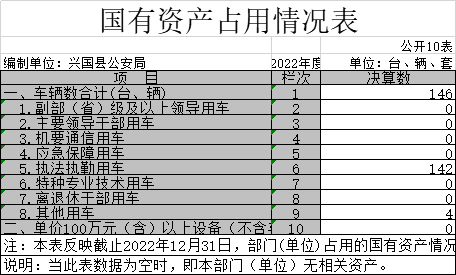 国有资产占用情况表
公开10表
编制单位：兴国县公安局 2022年度 单位：台、辆、套
项 目 栏次 决算数
一、车辆数合计(台、辆) 1 146
1.副部（省）级及以上领导用车 2 0
2.主要领导干部用车 3 0
3.机要通信用车 4 0
4.应急保障用车 5 0
5.执法执勤用车 6 142
6.特种专业技术用车 7 0
7.离退休干部用车 8 0
8.其他用车 9 4
二、单价100万元（含）以上设备（不含 10 0
注：本表反映截止2022年12月31日，部门(单位)占用的国有资产情况
说明：当此表数据为空时，即本部门（单位）无相关资产。